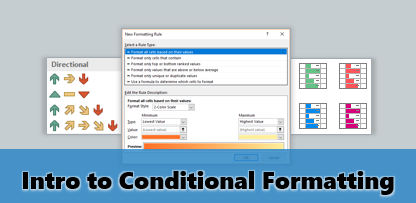 Directional
New Formatting Rule
Select a Rule Type:
Format all cells based on their values
Format only cells that contain
Format only top or bottom ranked values
Format only values that are above or below average
Format only unique or duplicate values
Use a formula to determine which cells to format
Edit the Rule Description:
Format all cells based on their values:
Format Style: 2-Color Scale
Minimum Maximum
Type: Lowest Value Highest Value
Value: (Lowest value) (Highest value)
Color:
Preview:
OK Cancel
Intro to Conditional Formatting